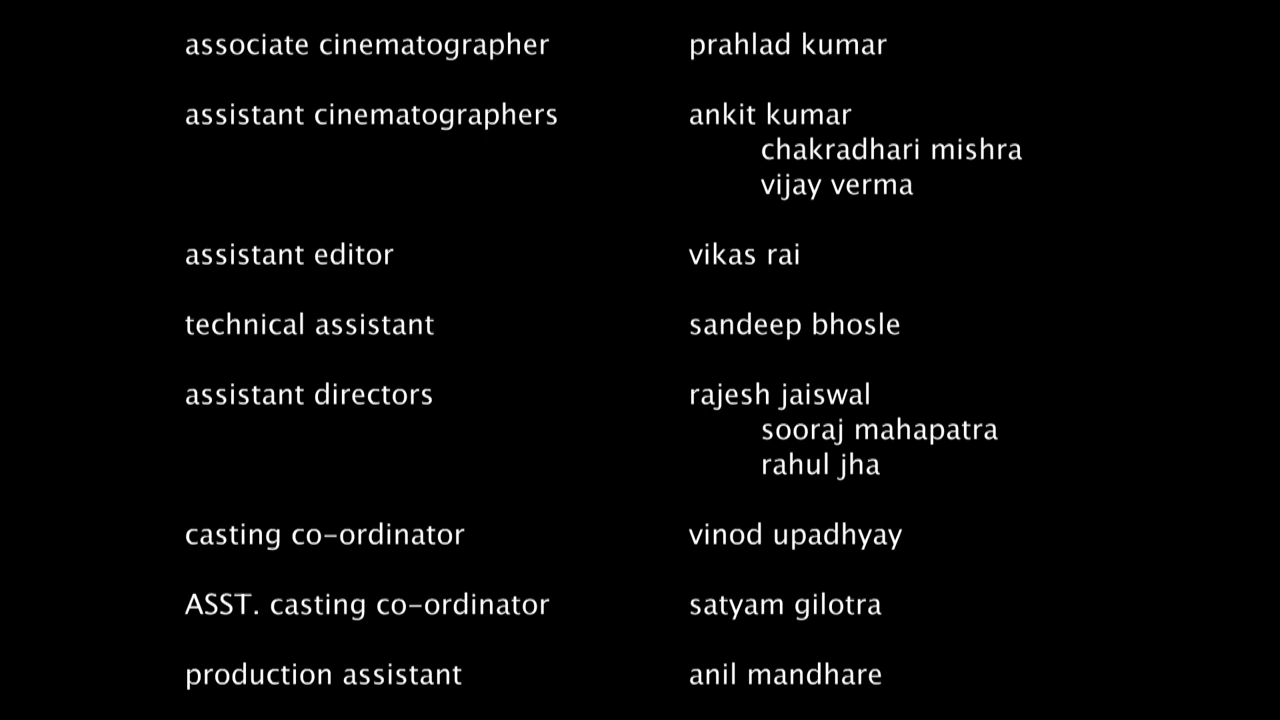 associate cinematographer prahlad kumar
assistant cinematographers ankit kumar
chakradhari mishra
vijay verma
assistant editor vikas rai
technical assistant sandeep bhosle
assistant directors rajesh jaiswal
sooraj mahapatra
rahul jha
casting co-ordinator vinod upadhyay
ASST. casting co-ordinator satyam gilotra
production assistant anil mandhare